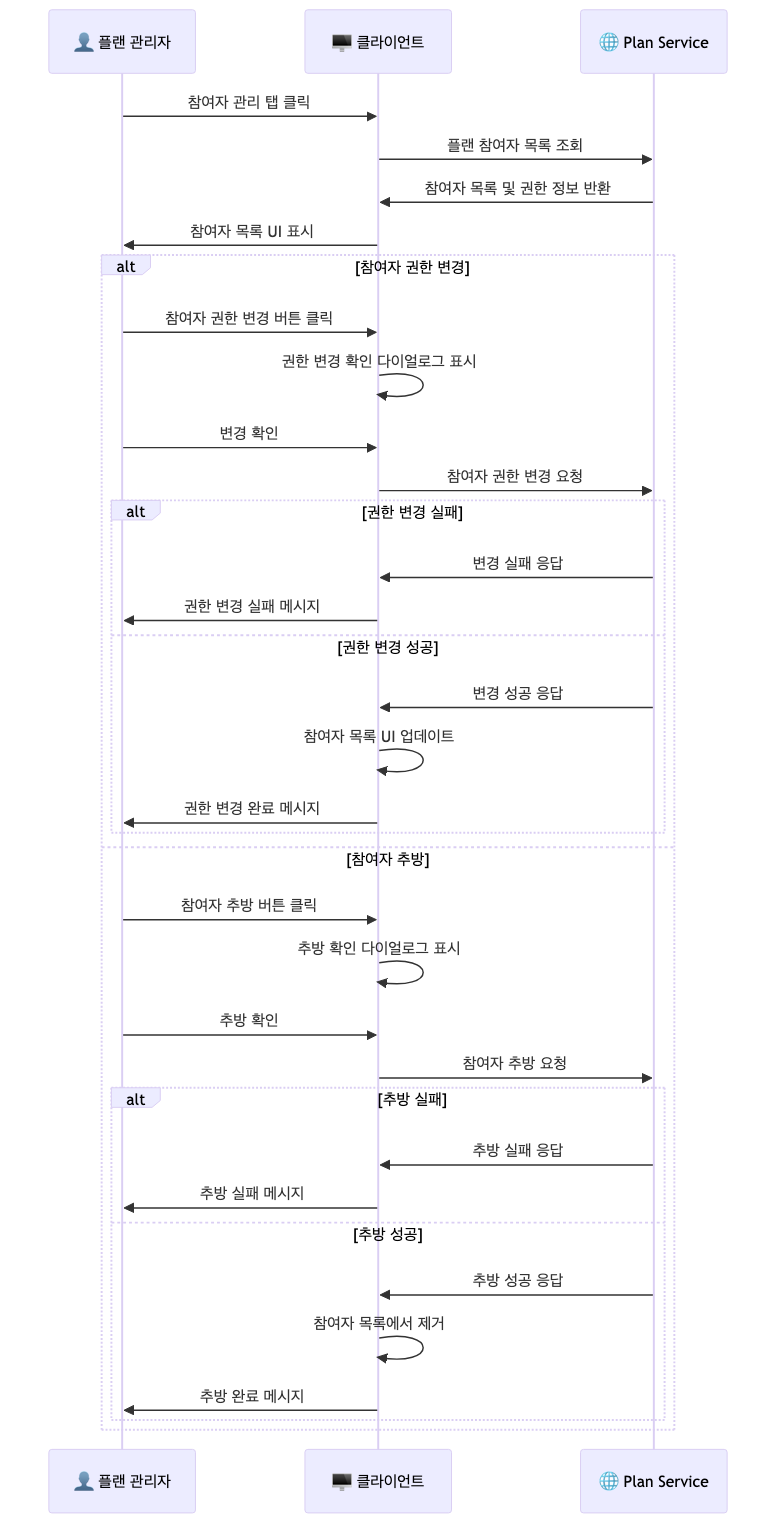 👤 플랜 관리자
🖥️ 클라이언트
🌐 Plan Service
참여자 관리 탭 클릭
플랜 참여자 목록 조회
참여자 목록 및 권한 정보 반환
참여자 목록 UI 표시
alt
[참여자 권한 변경]
참여자 권한 변경 버튼 클릭
권한 변경 확인 다이얼로그 표시
변경 확인
참여자 권한 변경 요청
alt
[권한 변경 실패]
변경 실패 응답
권한 변경 실패 메시지
[권한 변경 성공]
변경 성공 응답
참여자 목록 UI 업데이트
권한 변경 완료 메시지
[참여자 추방]
참여자 추방 버튼 클릭
추방 확인 다이얼로그 표시
추방 확인
참여자 추방 요청
alt
[추방 실패]
추방 실패 응답
추방 실패 메시지
[추방 성공]
추방 성공 응답
참여자 목록에서 제거
추방 완료 메시지
👤 플랜 관리자
🖥️ 클라이언트
🌐 Plan Service